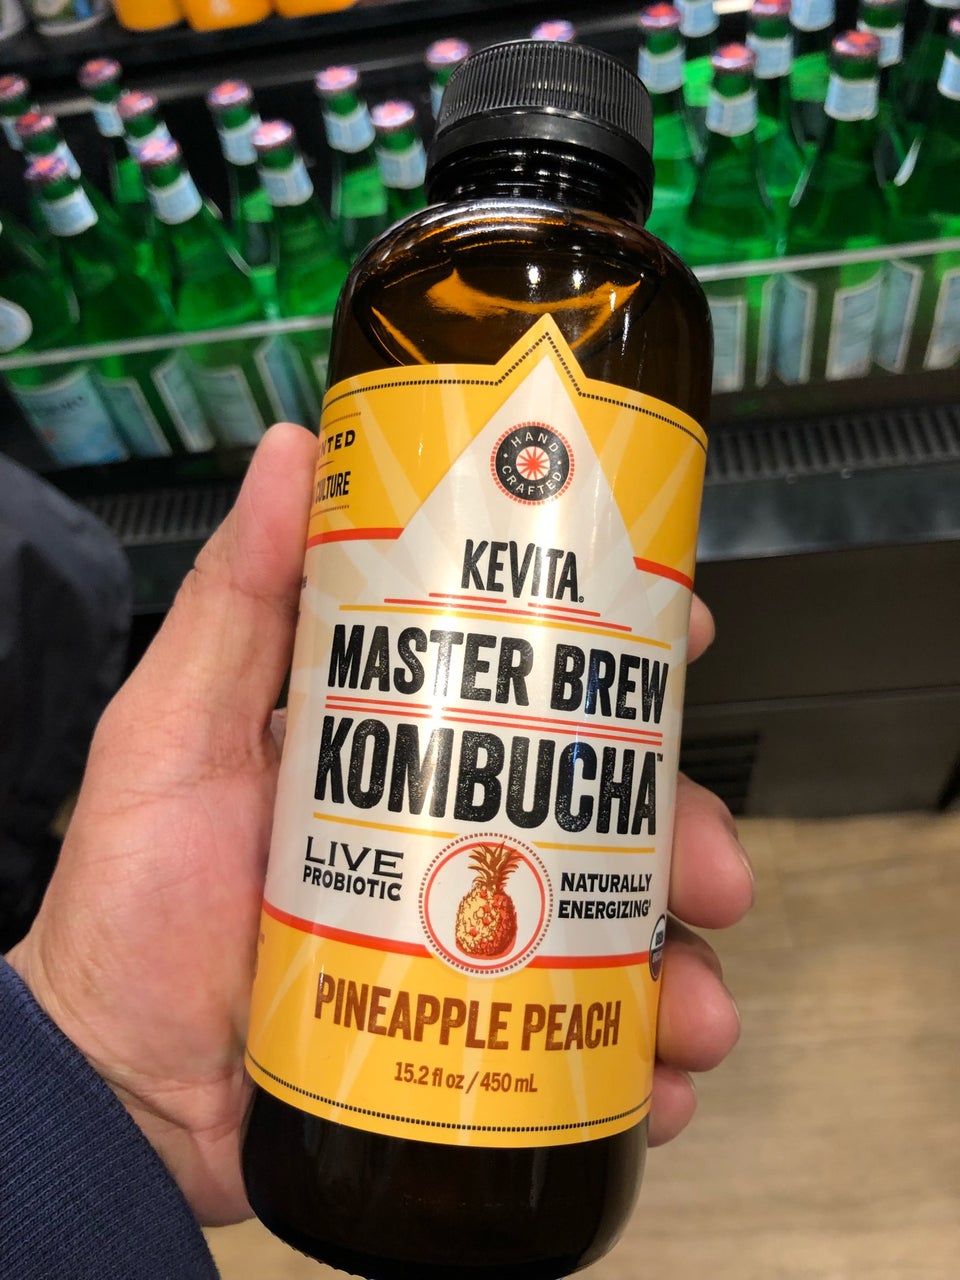 HAND
CRAFTED
NTED
CULTURE
KEVITA®
MASTER BREW
KOMBUCHA™
LIVE
PROBIOTIC
NATURALLY
ENERGIZING
PINEAPPLE PEACH
15.2 fl oz / 450 mL